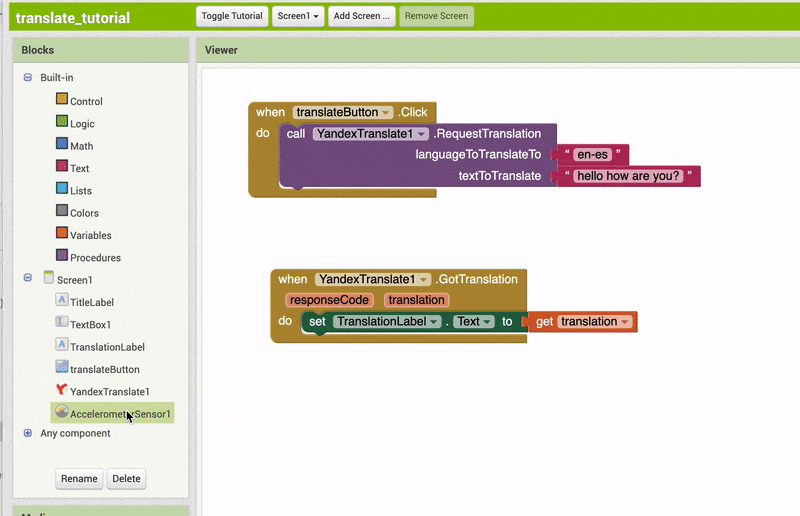 translate_tutorial
Toggle Tutorial
Screen1
Add Screen ...
Remove Screen
Blocks
Viewer
Built-in
Control
Logic
Math
Text
Lists
Colors
Variables
Procedures
Screen1
TitleLabel
TextBox1
TranslationLabel
translateButton
YandexTranslate1
AccelerometerSensor1
Any component
Rename
Delete
when translateButton .Click
do call YandexTranslate1 .RequestTranslation
languageToTranslateTo " en-es "
textToTranslate " hello how are you? "
when YandexTranslate1 .GotTranslation
responseCode translation
do set TranslationLabel . Text to get translation